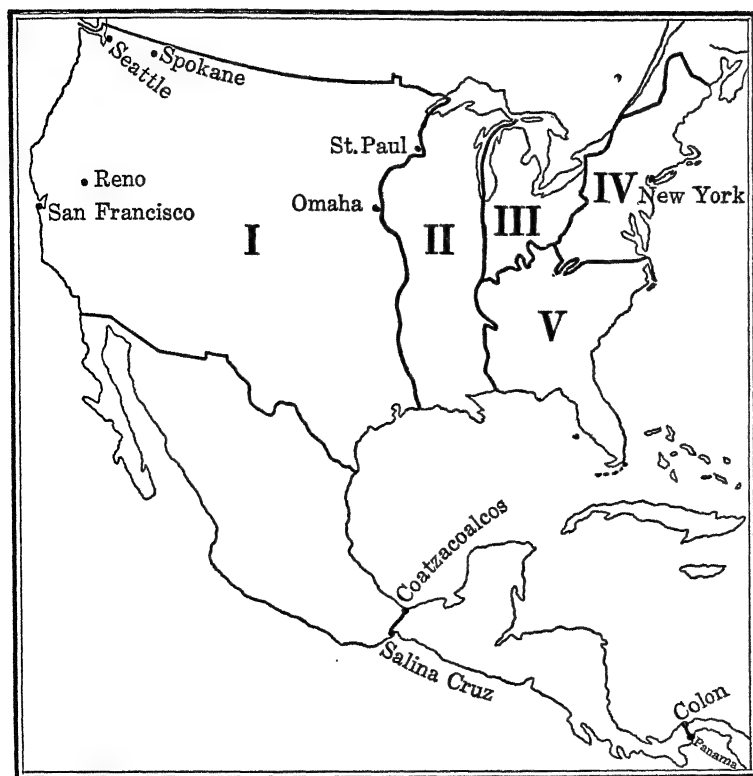 Seattle
Spokane
St. Paul
Reno
San Francisco
Omaha
I
II
III
IV
New York
V
Coatzacoalcos
Salina Cruz
Colon
Panama